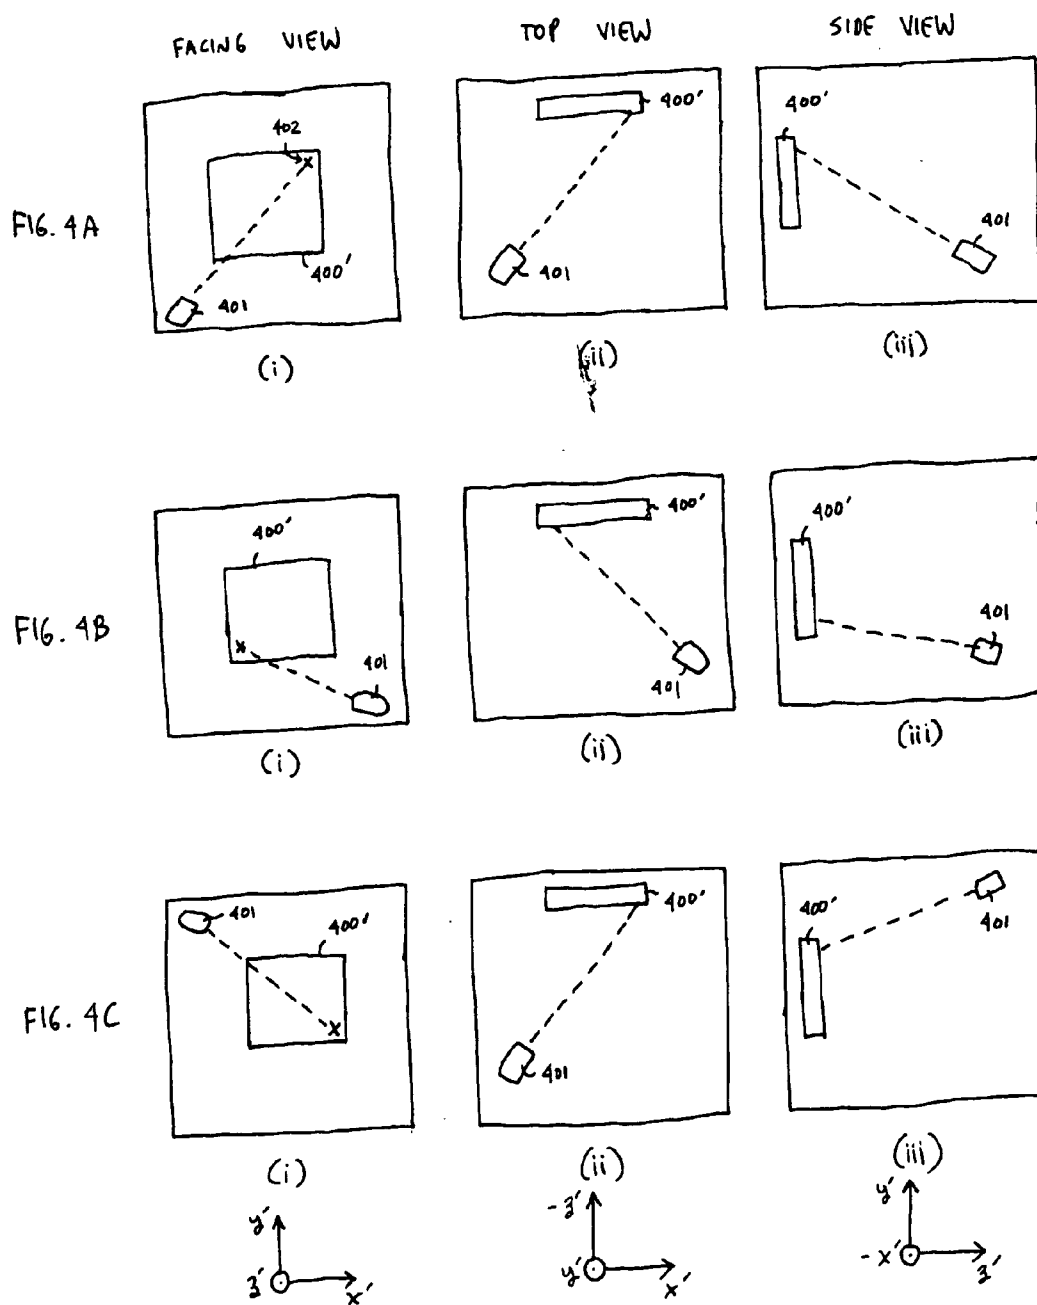 FACING VIEW TOP VIEW SIDE VIEW
FIG. 4A
402
400'
401
(i)
400'
401
(ii)
400'
401
(iii)
FIG. 4B
400'
401
(i)
400'
401
(ii)
400'
401
(iii)
FIG. 4C
401
400'
(i)
400'
401
(ii)
400'
401
(iii)
y'
z'
x'
-z'
y'
x'
y'
-x'
z'